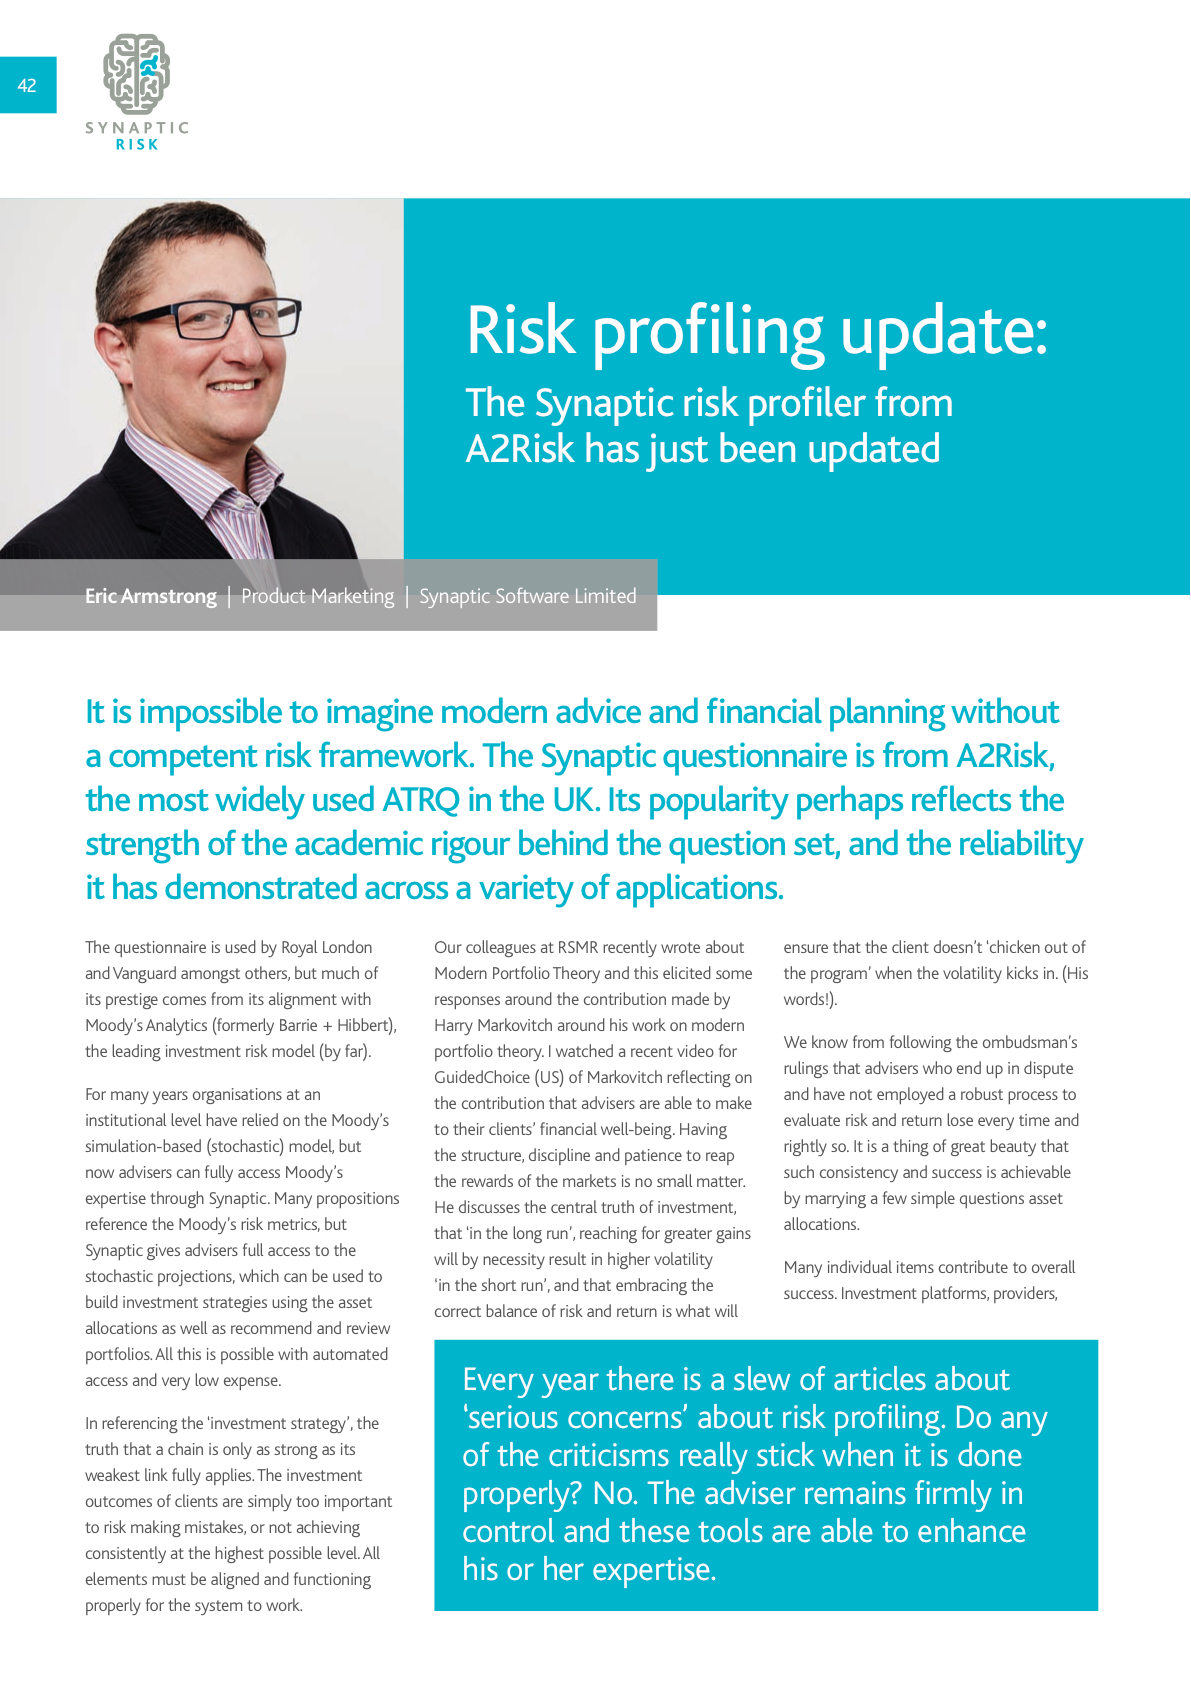 42
SYNAPTIC
RISK
Risk profiling update:
The Synaptic risk profiler from
A2Risk has just been updated
Eric Armstrong | Product Marketing | Synaptic Software Limited
It is impossible to imagine modern advice and financial planning without
a competent risk framework. The Synaptic questionnaire is from A2Risk,
the most widely used ATRQ in the UK. Its popularity perhaps reflects the
strength of the academic rigour behind the question set, and the reliability
it has demonstrated across a variety of applications.
The questionnaire is used by Royal London
and Vanguard amongst others, but much of
its prestige comes from its alignment with
Moody's Analytics (formerly Barrie + Hibbert),
the leading investment risk model (by far).
For many years organisations at an
institutional level have relied on the Moody's
simulation-based (stochastic) model, but
now advisers can fully access Moody's
expertise through Synaptic. Many propositions
reference the Moody's risk metrics, but
Synaptic gives advisers full access to the
stochastic projections, which can be used to
build investment strategies using the asset
allocations as well as recommend and review
portfolios. All this is possible with automated
access and very low expense.
In referencing the 'investment strategy', the
truth that a chain is only as strong as its
weakest link fully applies. The investment
outcomes of clients are simply too important
to risk making mistakes, or not achieving
consistently at the highest possible level. All
elements must be aligned and functioning
properly for the system to work.
Our colleagues at RSMR recently wrote about
Modern Portfolio Theory and this elicited some
responses around the contribution made by
Harry Markovitch around his work on modern
portfolio theory. I watched a recent video for
GuidedChoice (US) of Markovitch reflecting on
the contribution that advisers are able to make
to their clients' financial well-being. Having
the structure, discipline and patience to reap
the rewards of the markets is no small matter.
He discusses the central truth of investment,
that 'in the long run', reaching for greater gains
will by necessity result in higher volatility
'in the short run', and that embracing the
correct balance of risk and return is what will
ensure that the client doesn't 'chicken out of
the program' when the volatility kicks in. (His
words!).
We know from following the ombudsman's
rulings that advisers who end up in dispute
and have not employed a robust process to
evaluate risk and return lose every time and
rightly so. It is a thing of great beauty that
such consistency and success is achievable
by marrying a few simple questions asset
allocations.
Many individual items contribute to overall
success. Investment platforms, providers,
Every year there is a slew of articles about
'serious concerns' about risk profiling. Do any
of the criticisms really stick when it is done
properly? No. The adviser remains firmly in
control and these tools are able to enhance
his or her expertise.